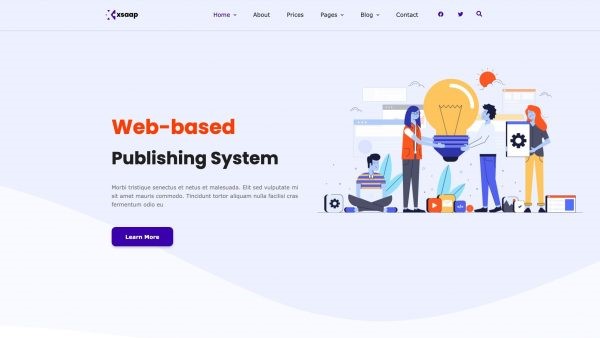 xsaap
Home About Prices Pages Blog Contact
Web-based
Publishing System
Morbi tristique senectus et netus et malesuada. Elit sed vulputate mi
sit amet mauris commodo. Tincidunt tortor aliquam nulla facilisi cras
fermentum odio eu
Learn More